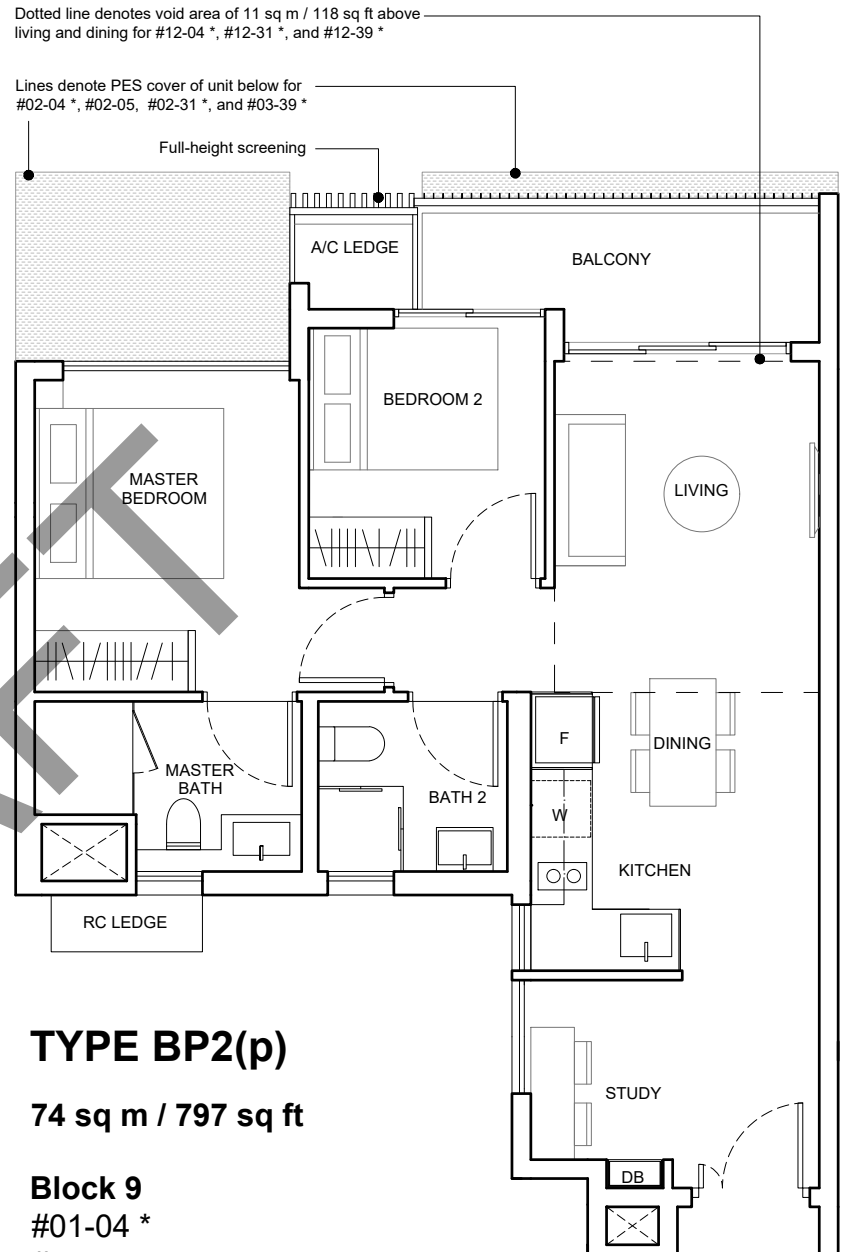 Dotted line denotes void area of 11 sq m / 118 sq ft above
living and dining for #12-04 *, #12-31 *, and #12-39 *
Lines denote PES cover of unit below for
#02-04 *, #02-05, #02-31 *, and #03-39 *
Full-height screening
A/C LEDGE
BALCONY
BEDROOM 2
MASTER
BEDROOM
LIVING
F
DINING
MASTER
BATH
BATH 2
W
KITCHEN
RC LEDGE
STUDY
DB
TYPE BP2(p)
74 sq m / 797 sq ft
Block 9
#01-04 *